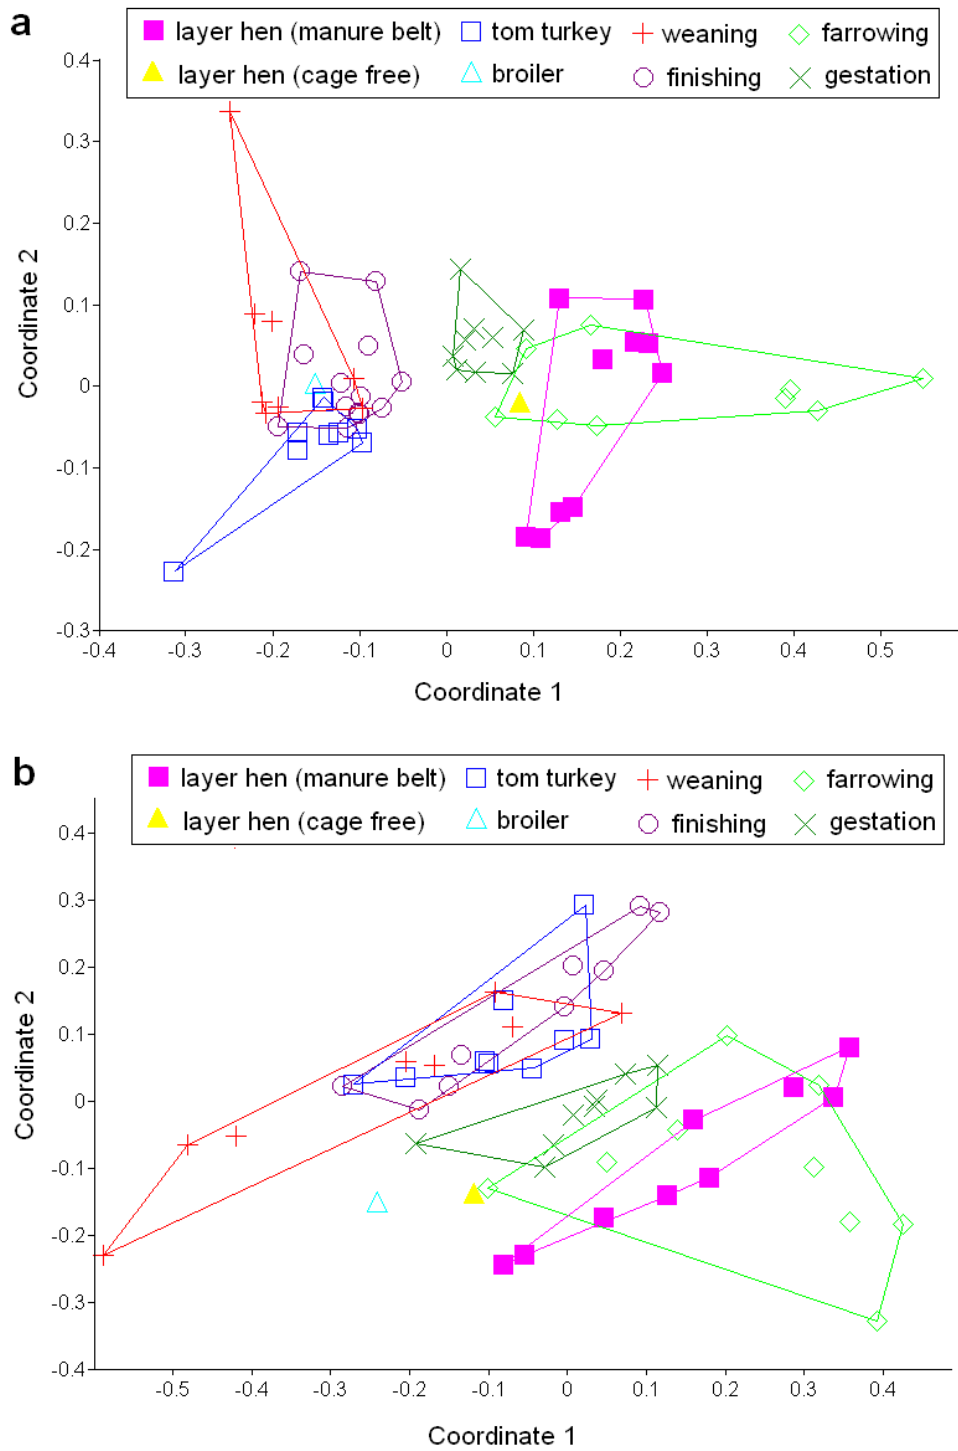 a
layer hen (manure belt) tom turkey weaning farrowing
layer hen (cage free) broiler finishing gestation
0.4
0.3
0.2
0.1
0
-0.1
-0.2
-0.3
Coordinate 2
-0.4 -0.3 -0.2 -0.1 0 0.1 0.2 0.3 0.4 0.5
Coordinate 1
b
layer hen (manure belt) tom turkey weaning farrowing
layer hen (cage free) broiler finishing gestation
0.4
0.3
0.2
0.1
0
-0.1
-0.2
-0.3
-0.4
Coordinate 2
-0.5 -0.4 -0.3 -0.2 -0.1 0 0.1 0.2 0.3 0.4
Coordinate 1